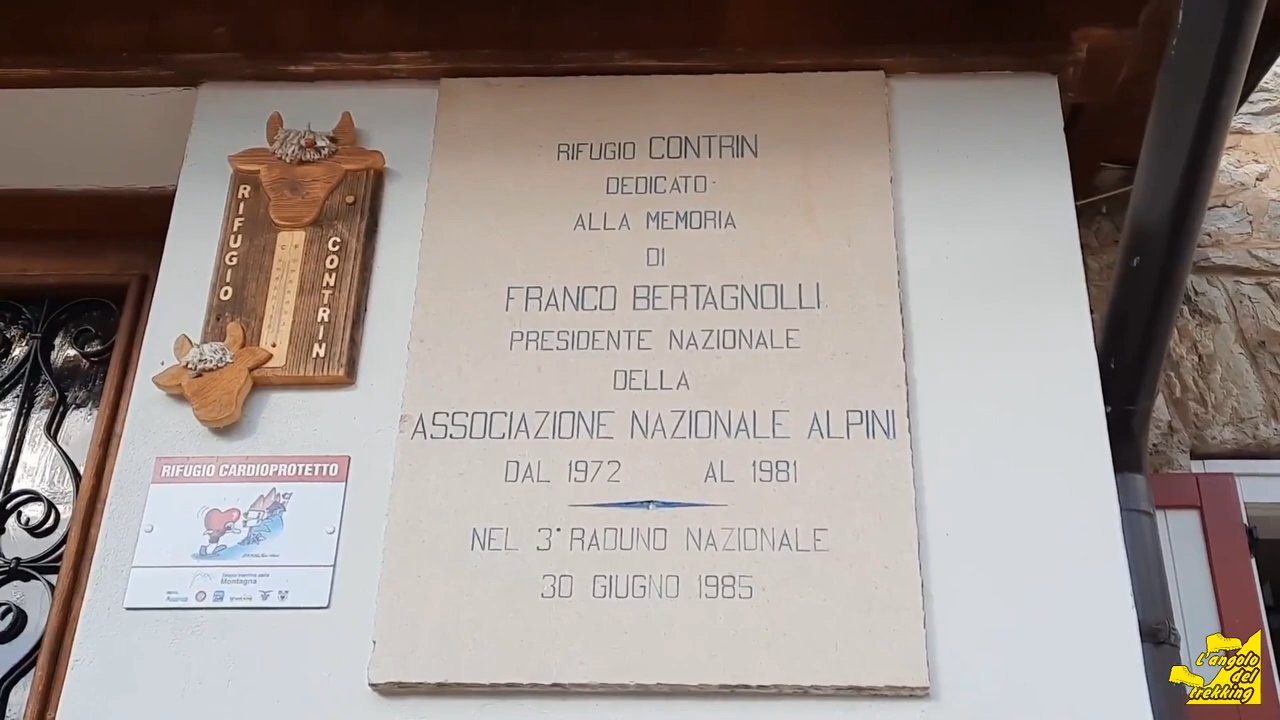 RIFUGIO
CONTRIN
C F
RIFUGIO CARDIOPROTETTO
Montagna
RIFUGIO CONTRIN
DEDICATO
ALLA MEMORIA
DI
FRANCO BERTAGNOLLI
PRESIDENTE NAZIONALE
DELLA
ASSOCIAZIONE NAZIONALE ALPINI
DAL 1972 AL 1981
NEL 3° RADUNO NAZIONALE
30 GIUGNO 1985
L'angolo
del
trekking